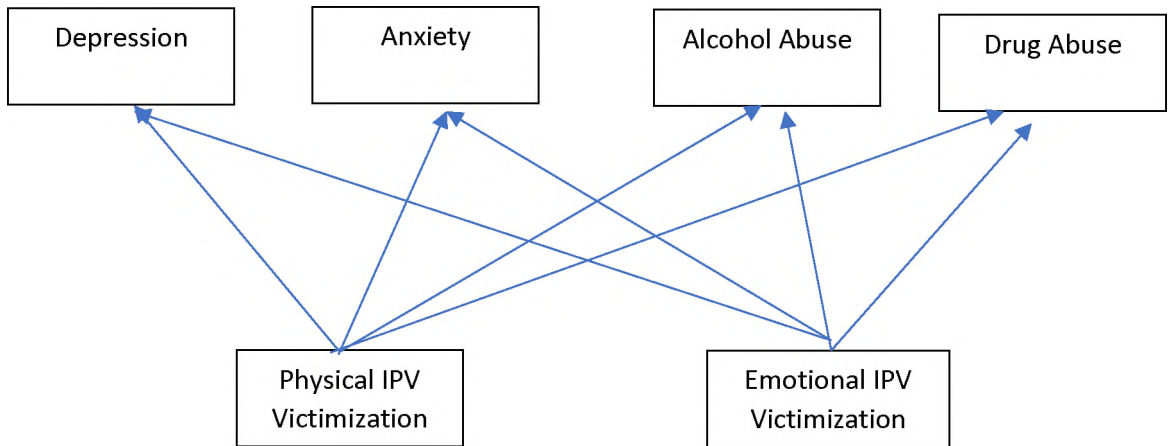 Depression
Anxiety
Alcohol Abuse
Drug Abuse
Physical IPV
Victimization
Emotional IPV
Victimization